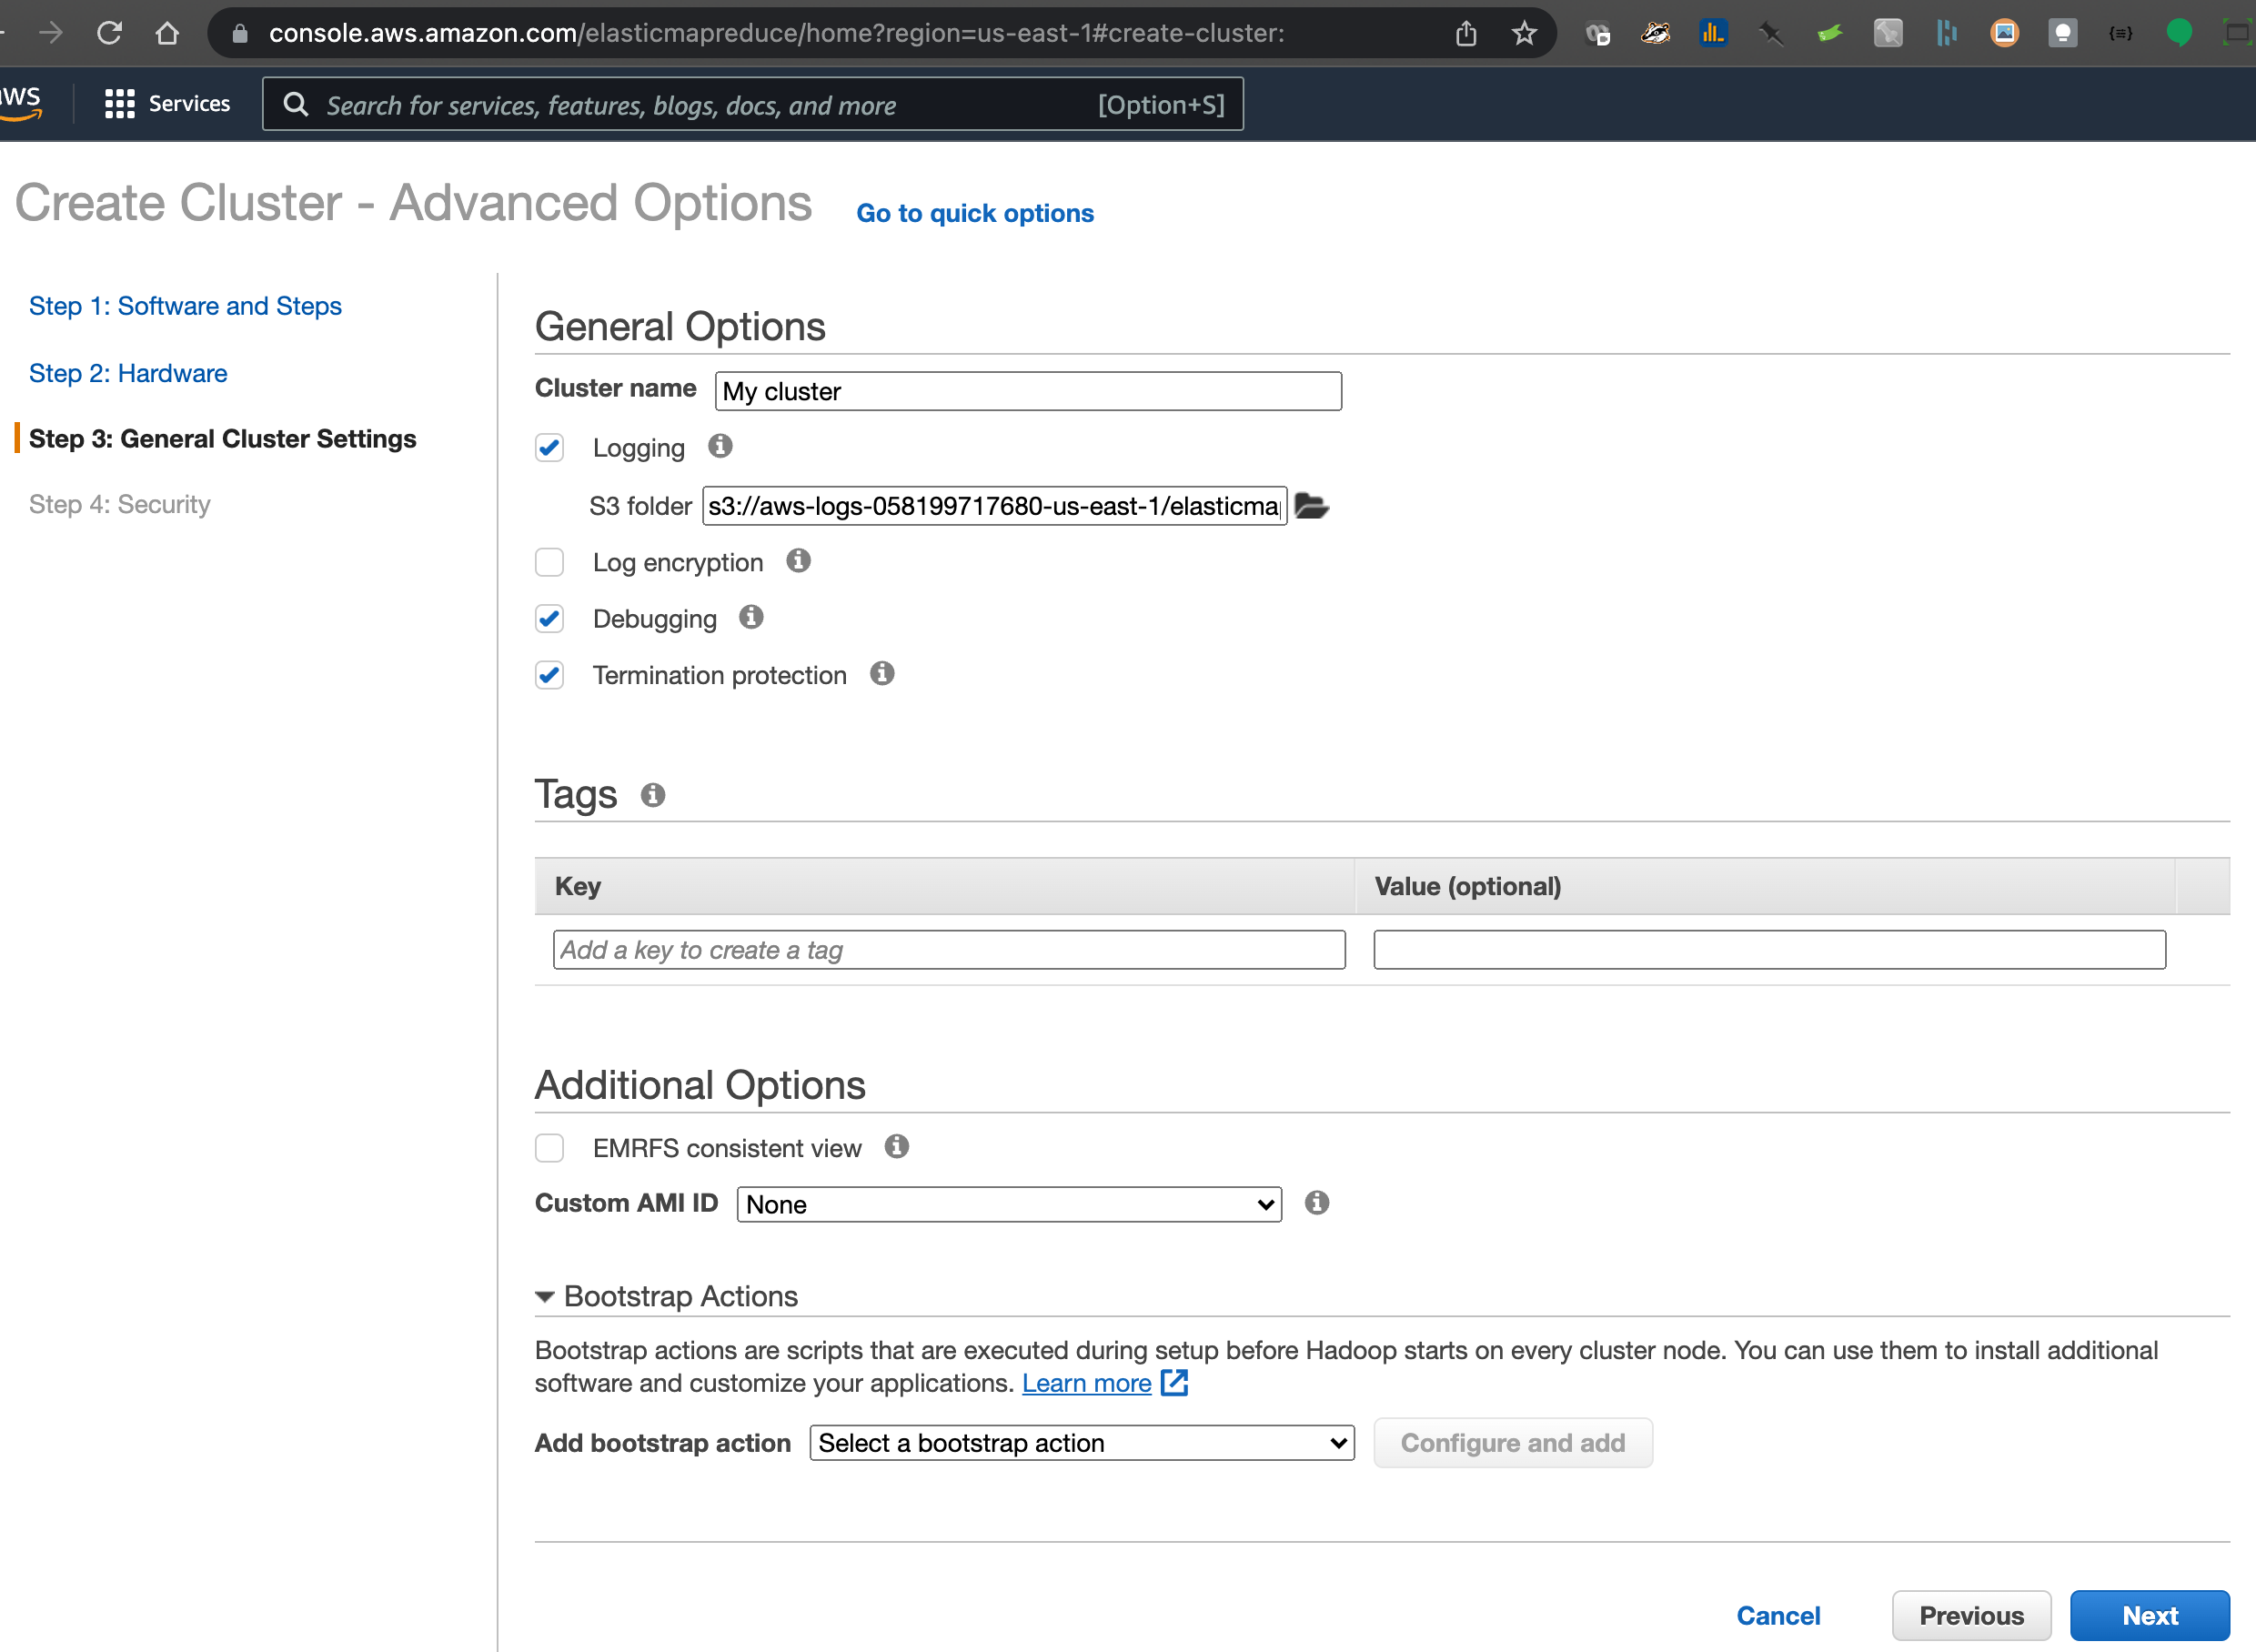 console.aws.amazon.com/elasticmapreduce/home?region=us-east-1#create-cluster:
aws Services Search for services, features, blogs, docs, and more [Option+S]
Create Cluster - Advanced Options Go to quick options
Step 1: Software and Steps
Step 2: Hardware
Step 3: General Cluster Settings
Step 4: Security
General Options
Cluster name My cluster
Logging
S3 folder s3://aws-logs-058199717680-us-east-1/elasticma
Log encryption
Debugging
Termination protection
Tags
Key Value (optional)
Add a key to create a tag
Additional Options
EMRFS consistent view
Custom AMI ID None
Bootstrap Actions
Bootstrap actions are scripts that are executed during setup before Hadoop starts on every cluster node. You can use them to install additional
software and customize your applications. Learn more
Add bootstrap action Select a bootstrap action Configure and add
Cancel Previous Next